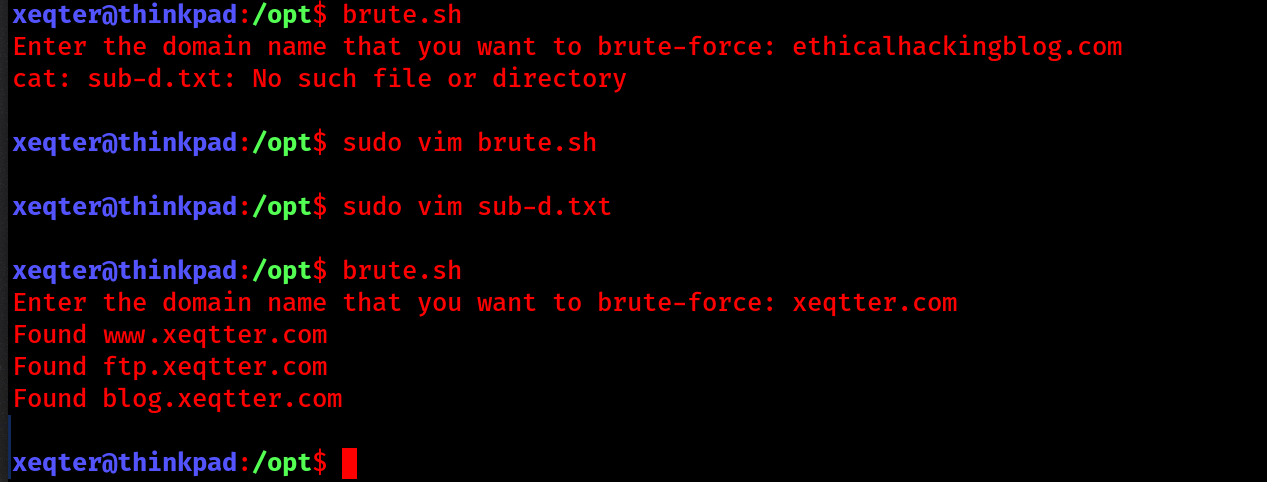 xeqter@thinkpad:/opt$ brute.sh
Enter the domain name that you want to brute-force: ethicalhackingblog.com
cat: sub-d.txt: No such file or directory
xeqter@thinkpad:/opt$ sudo vim brute.sh
xeqter@thinkpad:/opt$ sudo vim sub-d.txt
xeqter@thinkpad:/opt$ brute.sh
Enter the domain name that you want to brute-force: xeqtter.com
Found www.xeqtter.com
Found ftp.xeqtter.com
Found blog.xeqtter.com
xeqter@thinkpad:/opt$